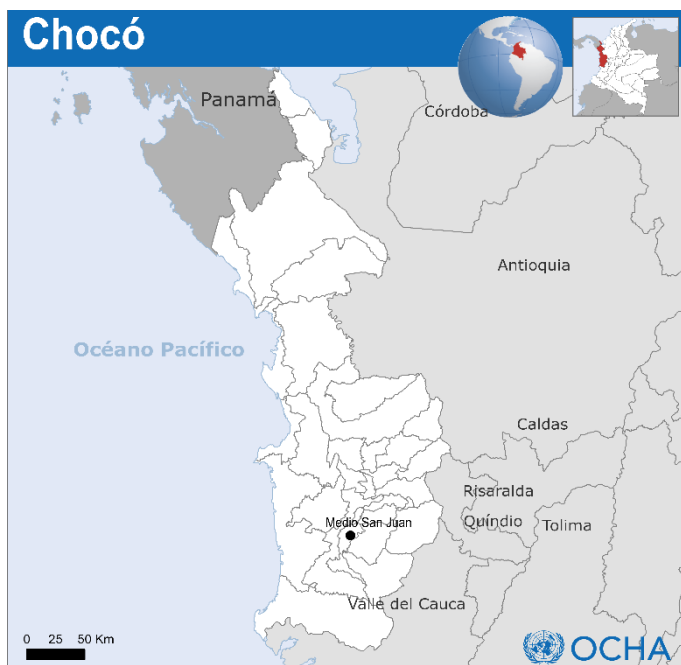 Chocó
Panamá
Córdoba
Antioquia
Océano Pacífico
Caldas
Risaralda
Medio San Juan
Quíndio
Tolima
Valle del Cauca
0 25 50 Km
OCHA